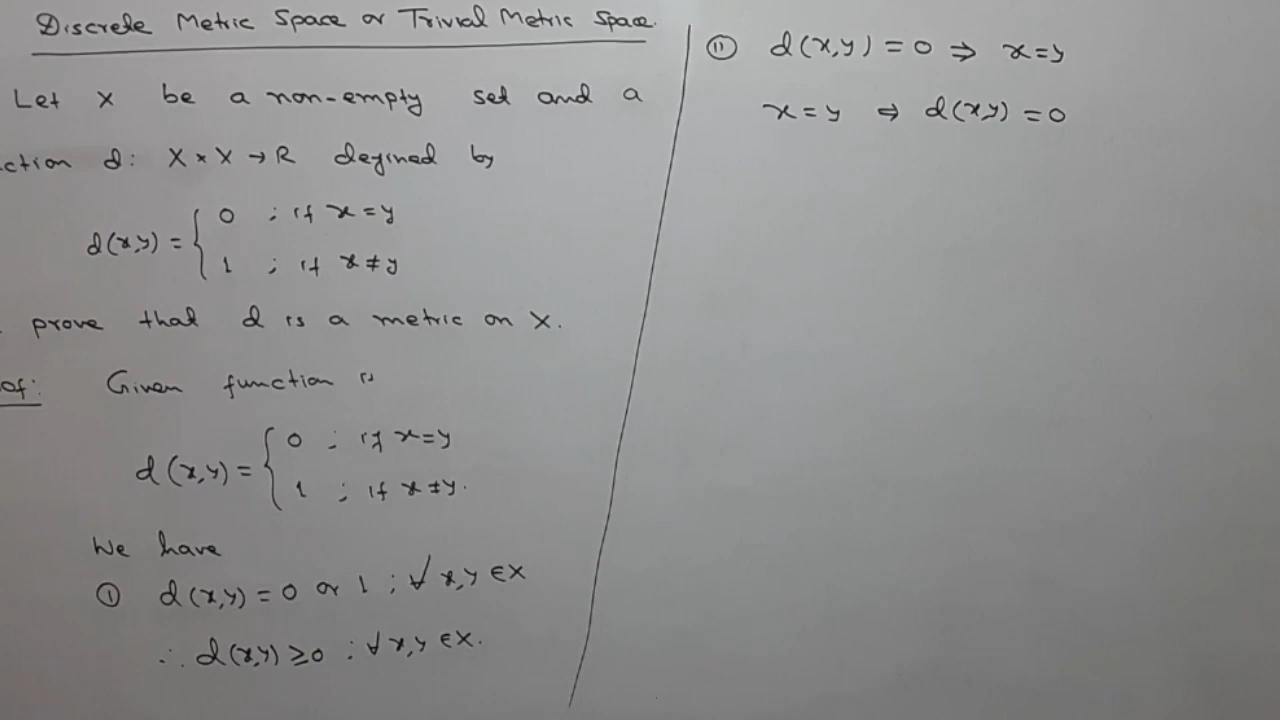 Discrete Metric Space or Trivial Metric Space.
Let X be a non-empty set and a
ction d: X × X → R defined by
d(x,y) = { 0 ; if x = y
1 ; if x ≠ y
prove that d is a metric on X.
of: Given function is
d(x,y) = { 0 ; if x = y
1 ; if x ≠ y.
We have
① d(x,y) = 0 or 1 ; ∀ x,y ∈ X
∴ d(x,y) ≥ 0 ; ∀ x,y ∈ X.
⑪ d(x,y) = 0 ⇒ x = y
x = y ⇒ d(x,y) = 0